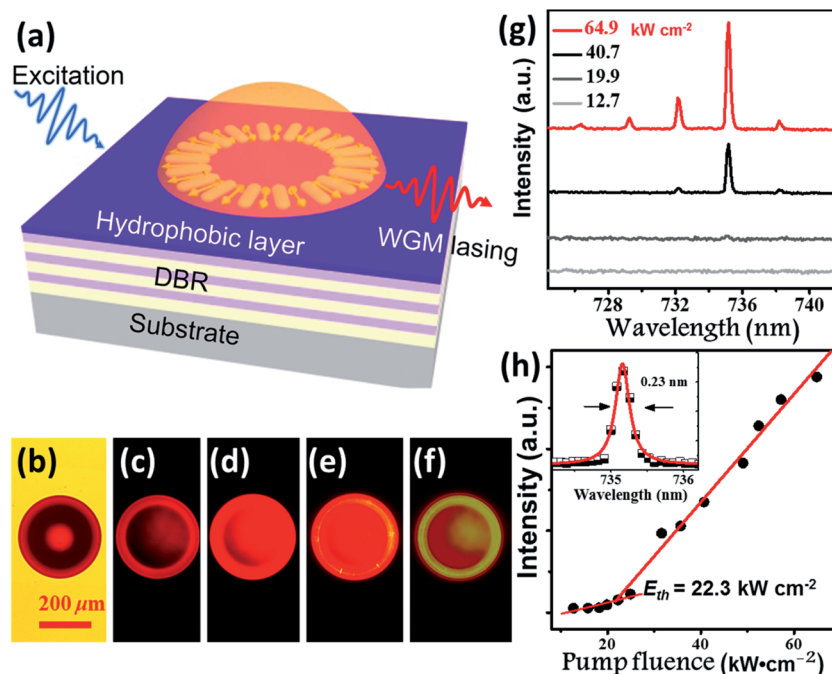 (a)
Excitation
Hydrophobic layer
WGM lasing
DBR
Substrate
(b)
200 μm
(c)
(d)
(e)
(f)
(g)
64.9 kW cm-2
40.7
19.9
12.7
Intensity (a.u.)
728 732 736 740
Wavelength (nm)
(h)
0.23 nm
735 736
Wavelength (nm)
Intensity (a.u.)
Eth = 22.3 kW cm-2
20 40 60
Pump fluence (kW•cm−2)